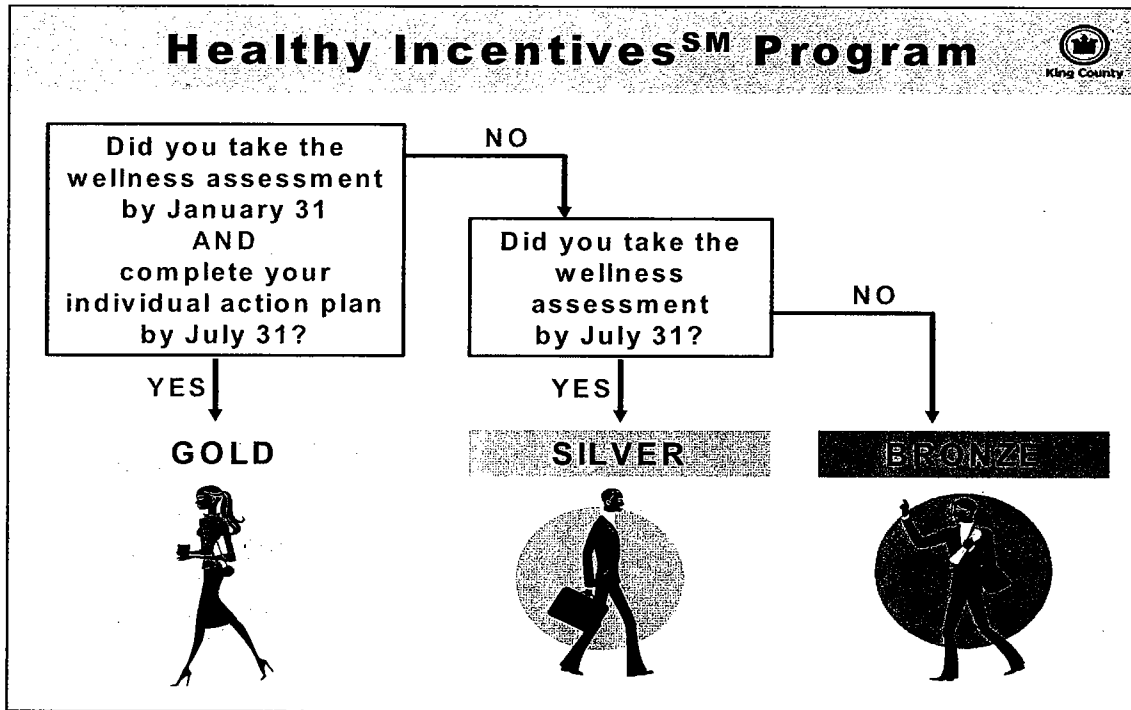 Healthy Incentives℠ Program
King County
Did you take the
wellness assessment
by January 31
AND
complete your
individual action plan
by July 31?
NO
Did you take the
wellness
assessment
by July 31?
NO
YES
YES
GOLD
SILVER
BRONZE